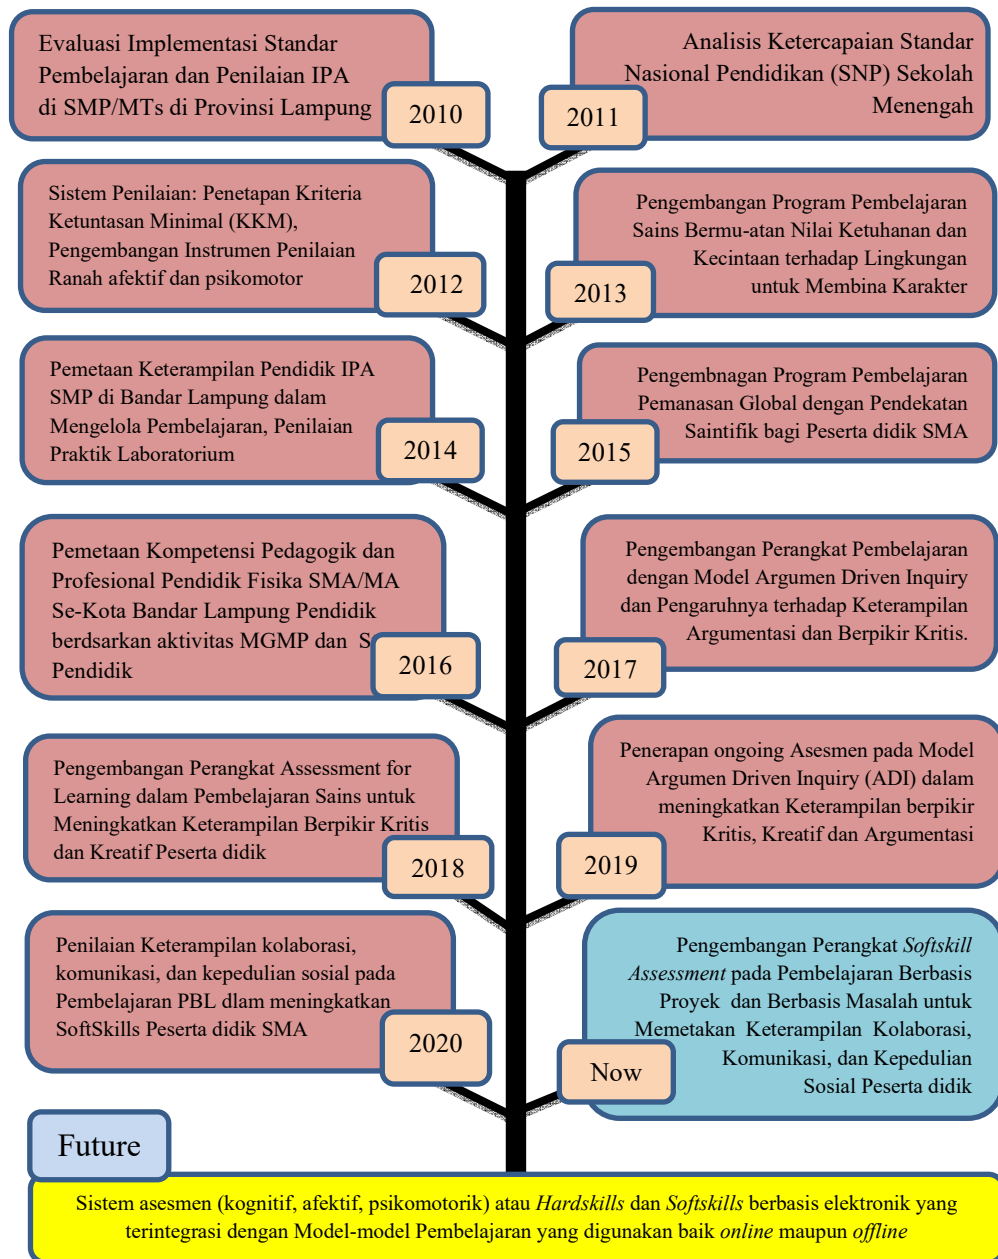 Evaluasi Implementasi Standar
Pembelajaran dan Penilaian IPA
di SMP/MTs di Provinsi Lampung
2010
Analisis Ketercapaian Standar
Nasional Pendidikan (SNP) Sekolah
Menengah
2011
Sistem Penilaian: Penetapan Kriteria
Ketuntasan Minimal (KKM),
Pengembangan Instrumen Penilaian
Ranah afektif dan psikomotor
2012
Pengembangan Program Pembelajaran
Sains Bermu-atan Nilai Ketuhanan dan
Kecintaan terhadap Lingkungan
untuk Membina Karakter
2013
Pemetaan Keterampilan Pendidik IPA
SMP di Bandar Lampung dalam
Mengelola Pembelajaran, Penilaian
Praktik Laboratorium
2014
Pengembnagan Program Pembelajaran
Pemanasan Global dengan Pendekatan
Saintifik bagi Peserta didik SMA
2015
Pemetaan Kompetensi Pedagogik dan
Profesional Pendidik Fisika SMA/MA
Se-Kota Bandar Lampung Pendidik
berdsarkan aktivitas MGMP dan
Pendidik
2016
Pengembangan Perangkat Pembelajaran
dengan Model Argumen Driven Inquiry
dan Pengaruhnya terhadap Keterampilan
Argumentasi dan Berpikir Kritis.
2017
Pengembangan Perangkat Assessment for
Learning dalam Pembelajaran Sains untuk
Meningkatkan Keterampilan Berpikir Kritis
dan Kreatif Peserta didik
2018
Penerapan ongoing Asesmen pada Model
Argumen Driven Inquiry (ADI) dalam
meningkatkan Keterampilan berpikir
Kritis, Kreatif dan Argumentasi
2019
Penilaian Keterampilan kolaborasi,
komunikasi, dan kepedulian sosial pada
Pembelajaran PBL dlam meningkatkan
SoftSkills Peserta didik SMA
2020
Pengembangan Perangkat Softskill
Assessment pada Pembelajaran Berbasis
Proyek dan Berbasis Masalah untuk
Memetakan Keterampilan Kolaborasi,
Komunikasi, dan Kepedulian
Sosial Peserta didik
Now
Future
Sistem asesmen (kognitif, afektif, psikomotorik) atau Hardskills dan Softskills berbasis elektronik yang
terintegrasi dengan Model-model Pembelajaran yang digunakan baik online maupun offline